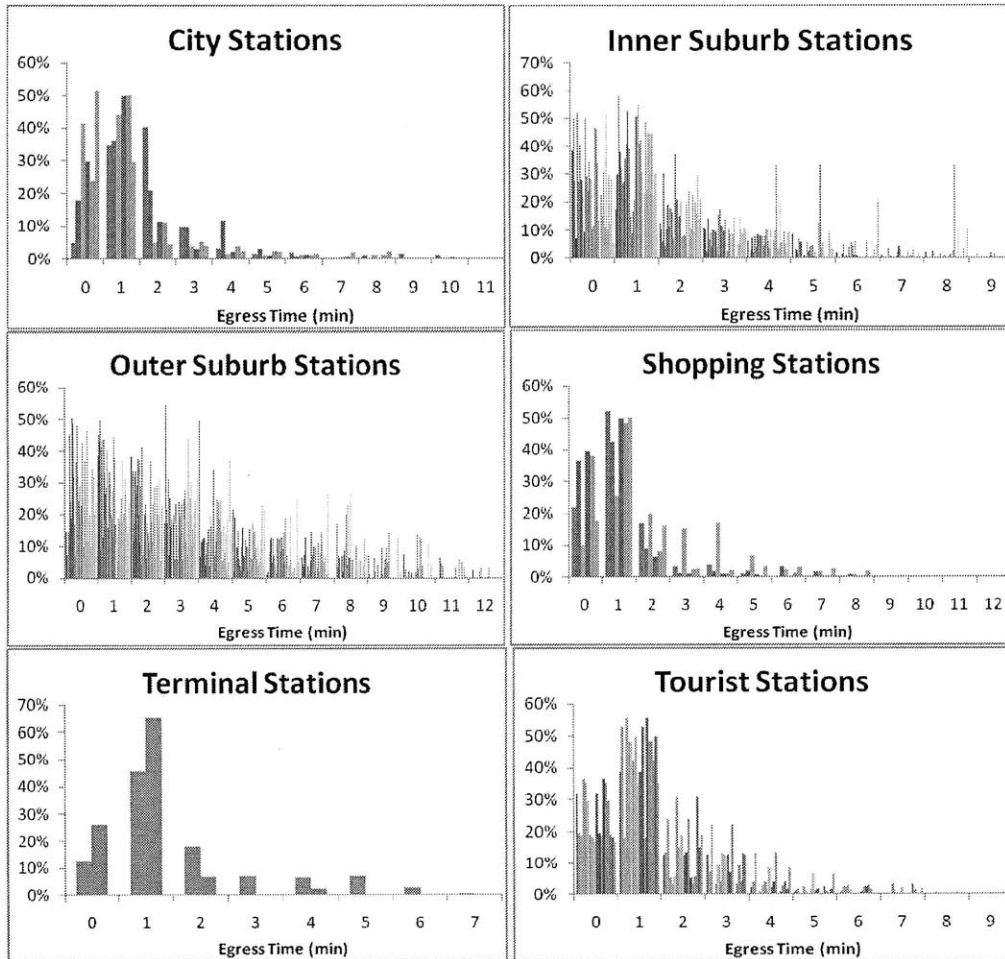 City Stations
60%
50%
40%
30%
20%
10%
0%
0 1 2 3 4 5 6 7 8 9 10 11
Egress Time (min)
Inner Suburb Stations
70%
60%
50%
40%
30%
20%
10%
0%
0 1 2 3 4 5 6 7 8 9
Egress Time (min)
Outer Suburb Stations
60%
50%
40%
30%
20%
10%
0%
0 1 2 3 4 5 6 7 8 9 10 11 12
Egress Time (min)
Shopping Stations
60%
50%
40%
30%
20%
10%
0%
0 1 2 3 4 5 6 7 8 9 10 11 12
Egress Time (min)
Terminal Stations
70%
60%
50%
40%
30%
20%
10%
0%
0 1 2 3 4 5 6 7
Egress Time (min)
Tourist Stations
60%
50%
40%
30%
20%
10%
0%
0 1 2 3 4 5 6 7 8 9
Egress Time (min)